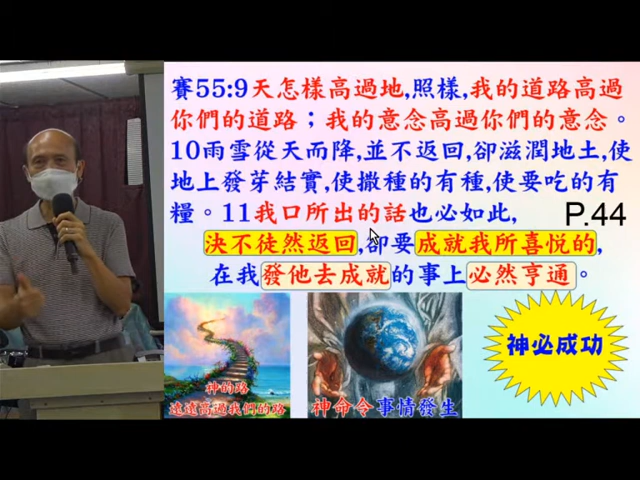 賽55:9天怎樣高過地,照樣,我的道路高過
你們的道路；我的意念高過你們的意念。
10雨雪從天而降,並不返回,卻滋潤地土,使
地上發芽結實,使撒種的有種,使要吃的有
糧。11我口所出的話也必如此,
P.44
決不徒然返回,卻要成就我所喜悅的,
在我發他去成就的事上必然亨通。
神的路
遠遠高過我們的路
神命令事情發生
神必成功